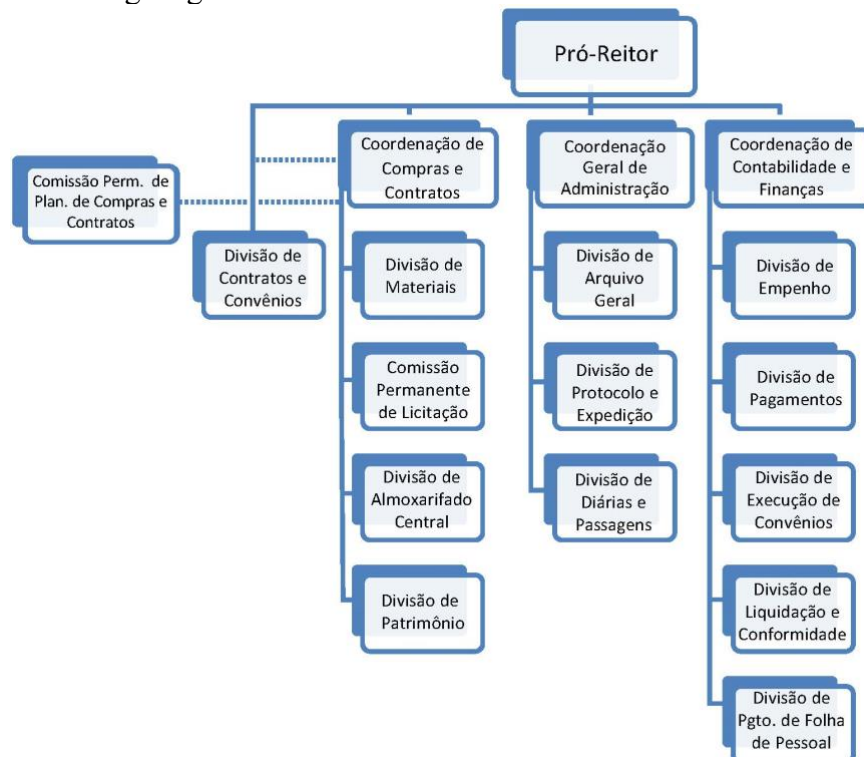 Pró-Reitor
Coordenação de
Compras e
Contratos
Coordenação
Geral de
Administração
Coordenação de
Contabilidade e
Finanças
Comissão Perm. de
Plan. de Compras e
Contratos
Divisão de
Contratos e
Convênios
Divisão de
Materiais
Divisão de
Arquivo
Geral
Divisão de
Empenho
Comissão
Permanente
de Licitação
Divisão de
Protocolo e
Expedição
Divisão de
Pagamentos
Divisão de
Almoxarifado
Central
Divisão de
Diárias e
Passagens
Divisão de
Execução de
Convênios
Divisão de
Patrimônio
Divisão de
Liquidação e
Conformidade
Divisão de
Pgto. de Folha
de Pessoal